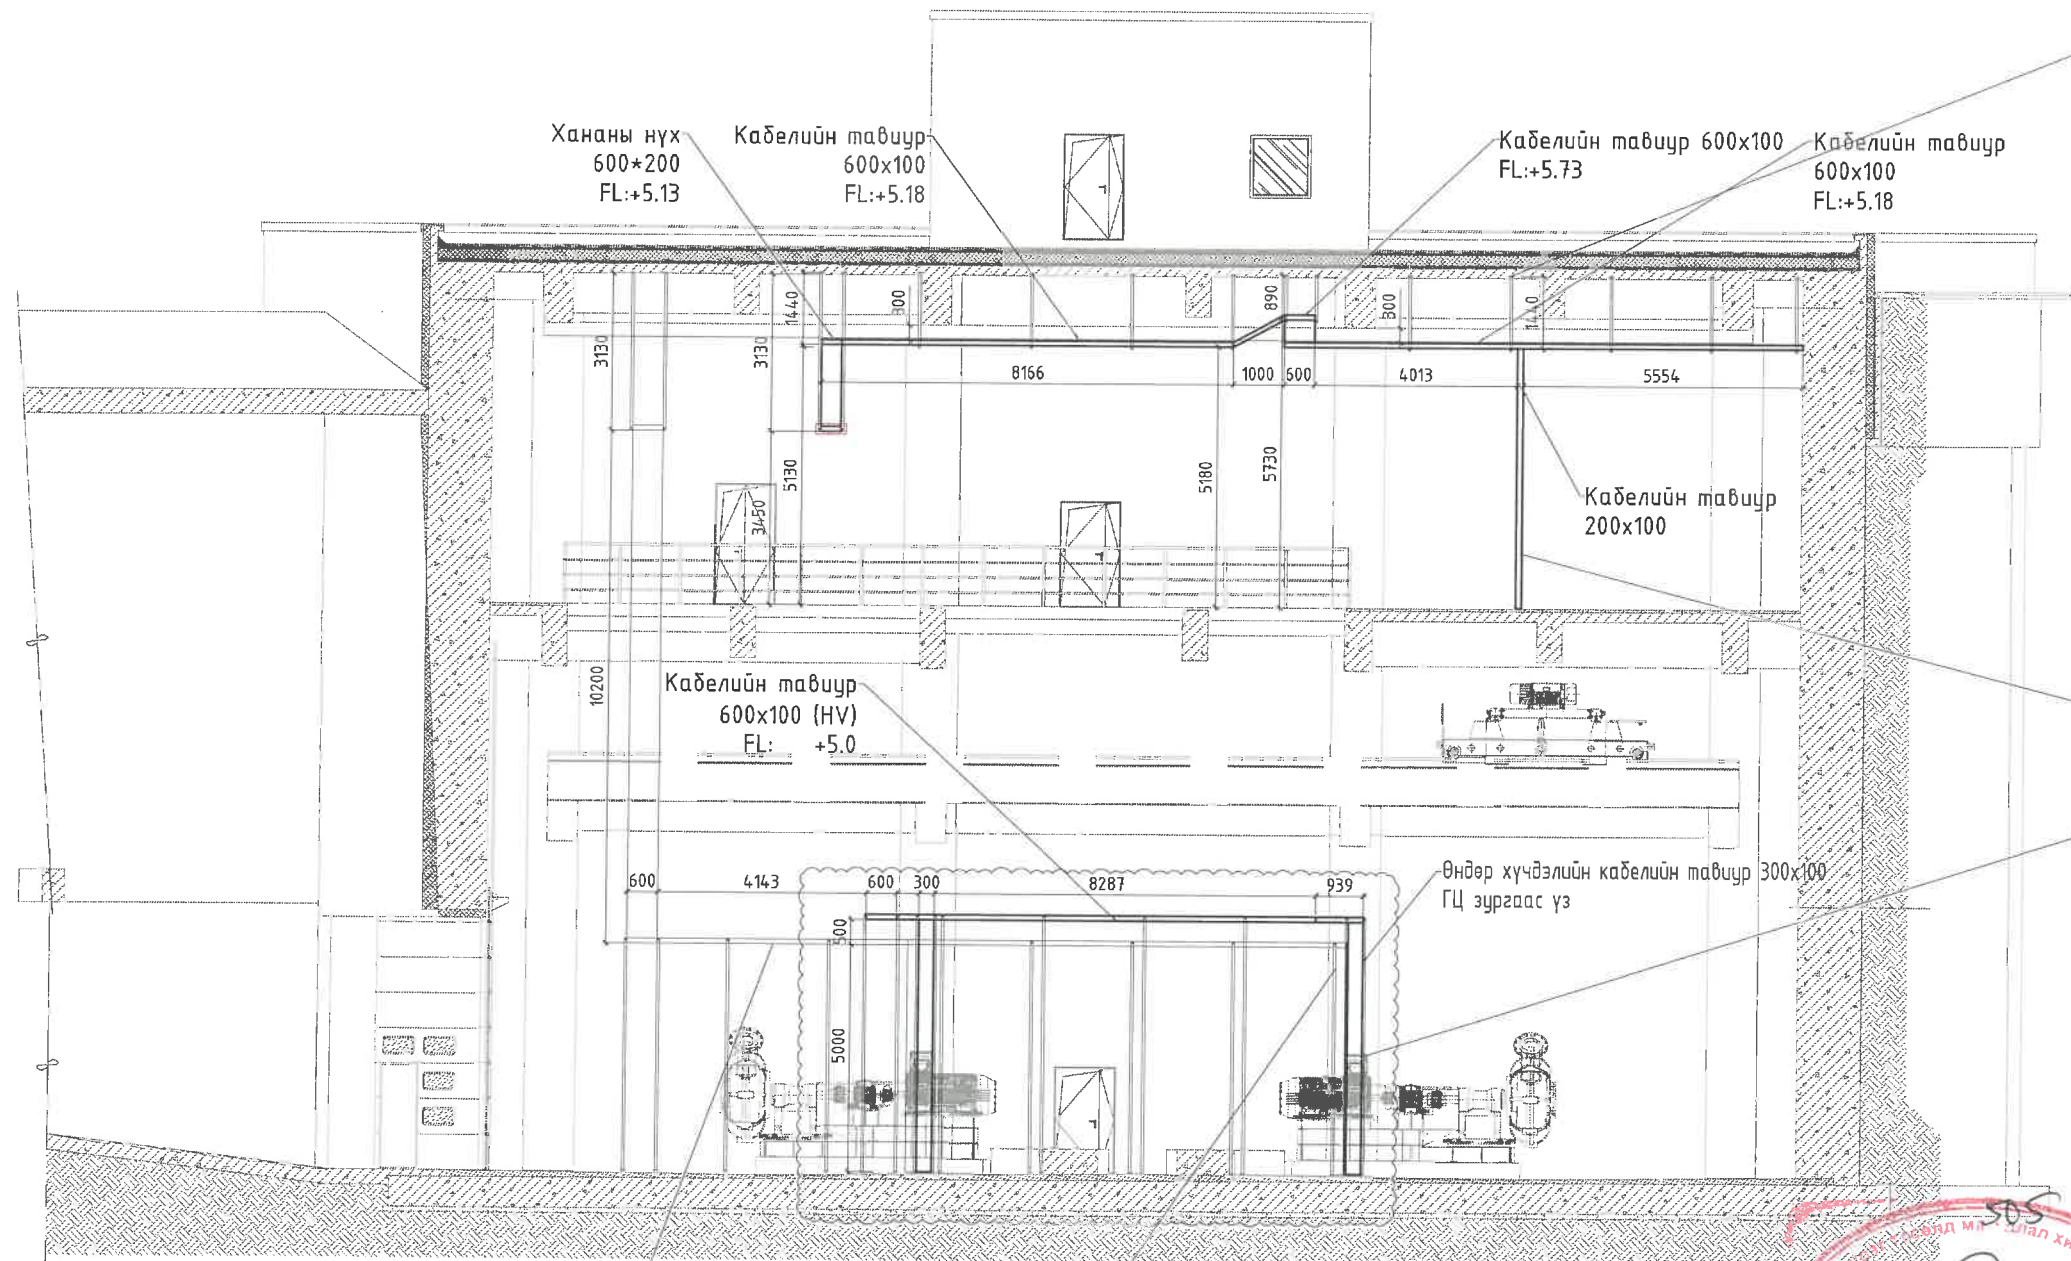 Хананы нүх
600*200
FL:+5.13
Кабелийн тавиур
600x100
FL:+5.18
Кабелийн тавиур 600x100
FL:+5.73
Кабелийн тавиур
600x100
FL:+5.18
3130
3130
1440
800
890
800
1440
8166
1000
600
4013
5554
5130
3450
5180
5730
Кабелийн тавиур
200x100
10200
Кабелийн тавиур
600x100 (HV)
FL: +5.0
600
4143
600
300
8287
939
Өндөр хүчдэлийн кабелийн тавиур 300x100
ГЦ зургаас үз
500
5000
505